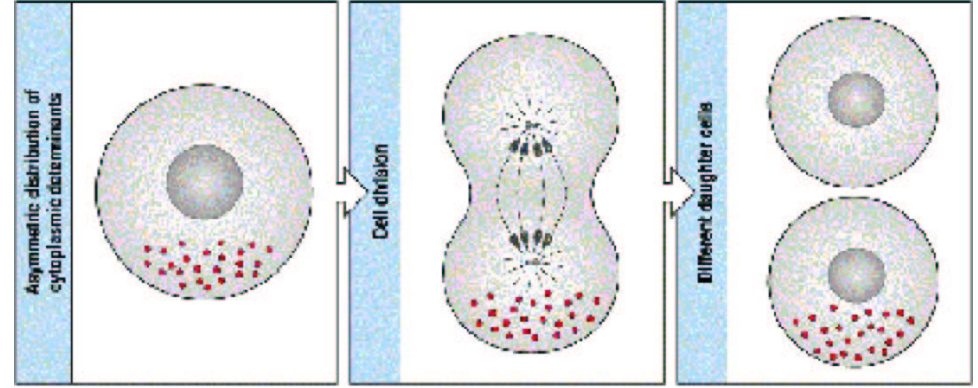 Asymmetric distribution of
cytoplasmic determinants
Cell division
Different daughter cells